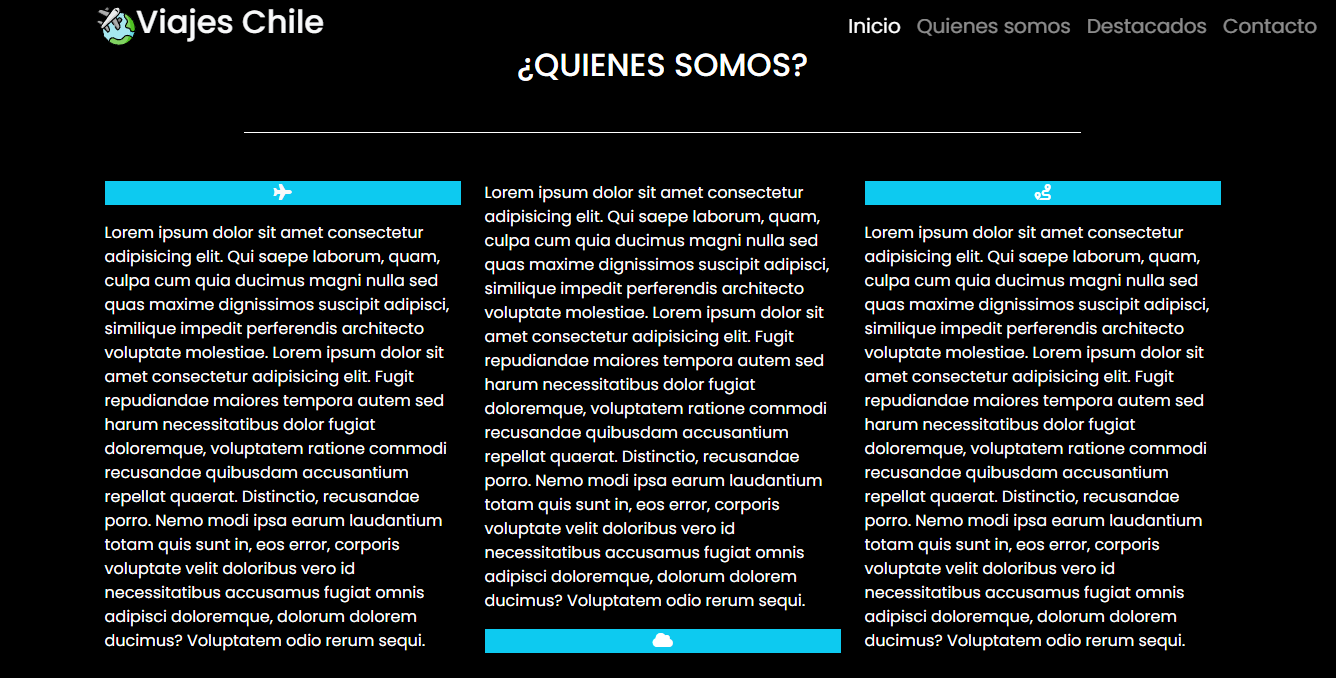 Viajes Chile
Inicio Quienes somos Destacados Contacto
¿QUIENES SOMOS?
Lorem ipsum dolor sit amet consectetur
adipisicing elit. Qui saepe laborum, quam,
culpa cum quia ducimus magni nulla sed
quas maxime dignissimos suscipit adipisci,
similique impedit perferendis architecto
voluptate molestiae. Lorem ipsum dolor sit
amet consectetur adipisicing elit. Fugit
repudiandae maiores tempora autem sed
harum necessitatibus dolor fugiat
doloremque, voluptatem ratione commodi
recusandae quibusdam accusantium
repellat quaerat. Distinctio, recusandae
porro. Nemo modi ipsa earum laudantium
totam quis sunt in, eos error, corporis
voluptate velit doloribus vero id
necessitatibus accusamus fugiat omnis
adipisci doloremque, dolorum dolorem
ducimus? Voluptatem odio rerum sequi.
Lorem ipsum dolor sit amet consectetur
adipisicing elit. Qui saepe laborum, quam,
culpa cum quia ducimus magni nulla sed
quas maxime dignissimos suscipit adipisci,
similique impedit perferendis architecto
voluptate molestiae. Lorem ipsum dolor sit
amet consectetur adipisicing elit. Fugit
repudiandae maiores tempora autem sed
harum necessitatibus dolor fugiat
doloremque, voluptatem ratione commodi
recusandae quibusdam accusantium
repellat quaerat. Distinctio, recusandae
porro. Nemo modi ipsa earum laudantium
totam quis sunt in, eos error, corporis
voluptate velit doloribus vero id
necessitatibus accusamus fugiat omnis
adipisci doloremque, dolorum dolorem
ducimus? Voluptatem odio rerum sequi.
Lorem ipsum dolor sit amet consectetur
adipisicing elit. Qui saepe laborum, quam,
culpa cum quia ducimus magni nulla sed
quas maxime dignissimos suscipit adipisci,
similique impedit perferendis architecto
voluptate molestiae. Lorem ipsum dolor sit
amet consectetur adipisicing elit. Fugit
repudiandae maiores tempora autem sed
harum necessitatibus dolor fugiat
doloremque, voluptatem ratione commodi
recusandae quibusdam accusantium
repellat quaerat. Distinctio, recusandae
porro. Nemo modi ipsa earum laudantium
totam quis sunt in, eos error, corporis
voluptate velit doloribus vero id
necessitatibus accusamus fugiat omnis
adipisci doloremque, dolorum dolorem
ducimus? Voluptatem odio rerum sequi.